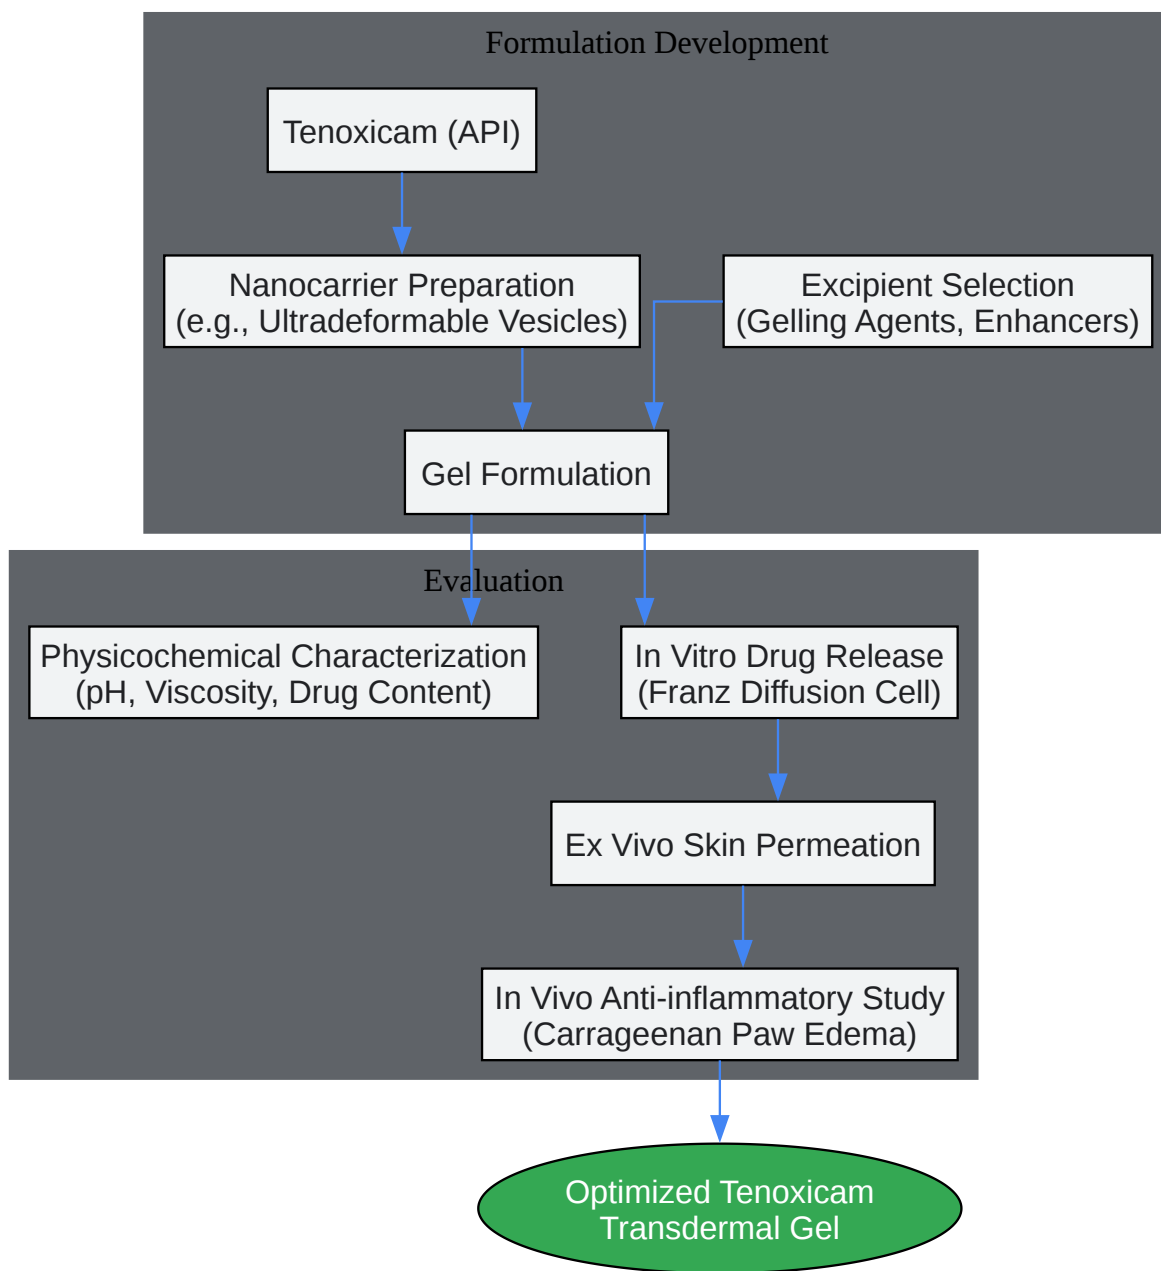 Formulation Development
Tenoxicam (API)
Nanocarrier Preparation
(e.g., Ultradeformable Vesicles)
Excipient Selection
(Gelling Agents, Enhancers)
Gel Formulation
Evaluation
Physicochemical Characterization
(pH, Viscosity, Drug Content)
In Vitro Drug Release
(Franz Diffusion Cell)
Ex Vivo Skin Permeation
In Vivo Anti-inflammatory Study
(Carrageenan Paw Edema)
Optimized Tenoxicam
Transdermal Gel